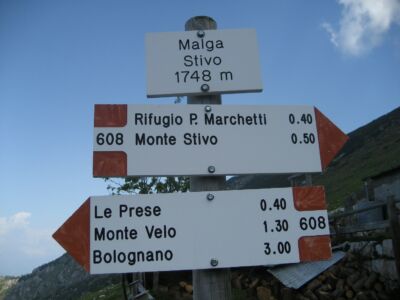 Malga
Stivo
1748 m
608 Rifugio P. Marchetti 0.40
Monte Stivo 0.50
Le Prese 0.40
Monte Velo 1.30 608
Bolognano 3.00